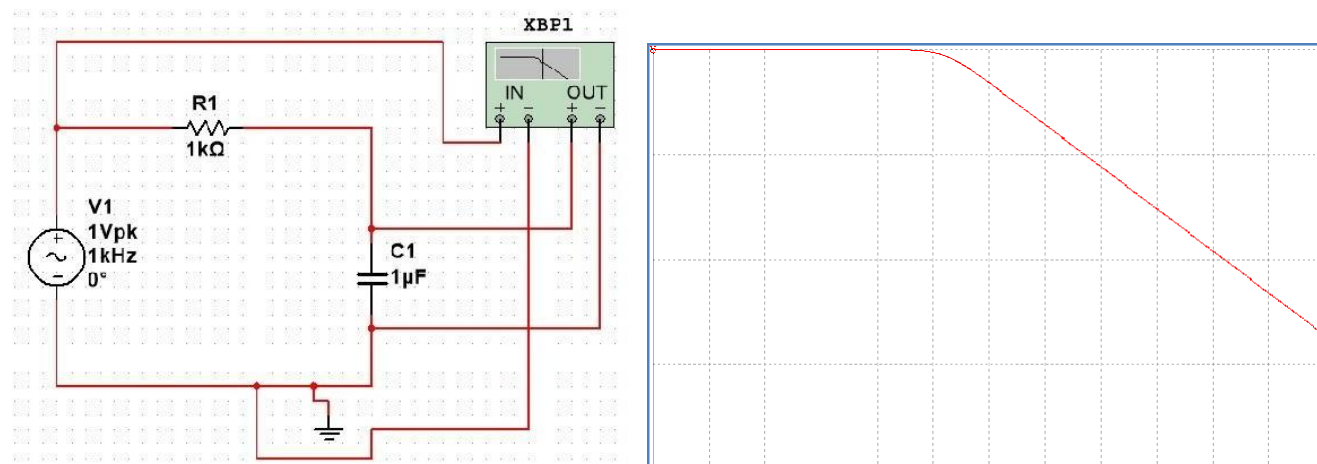 XBP1
IN OUT
+ − + −
R1
1kΩ
V1
1Vpk
1kHz
0°
+
−
C1
1µF